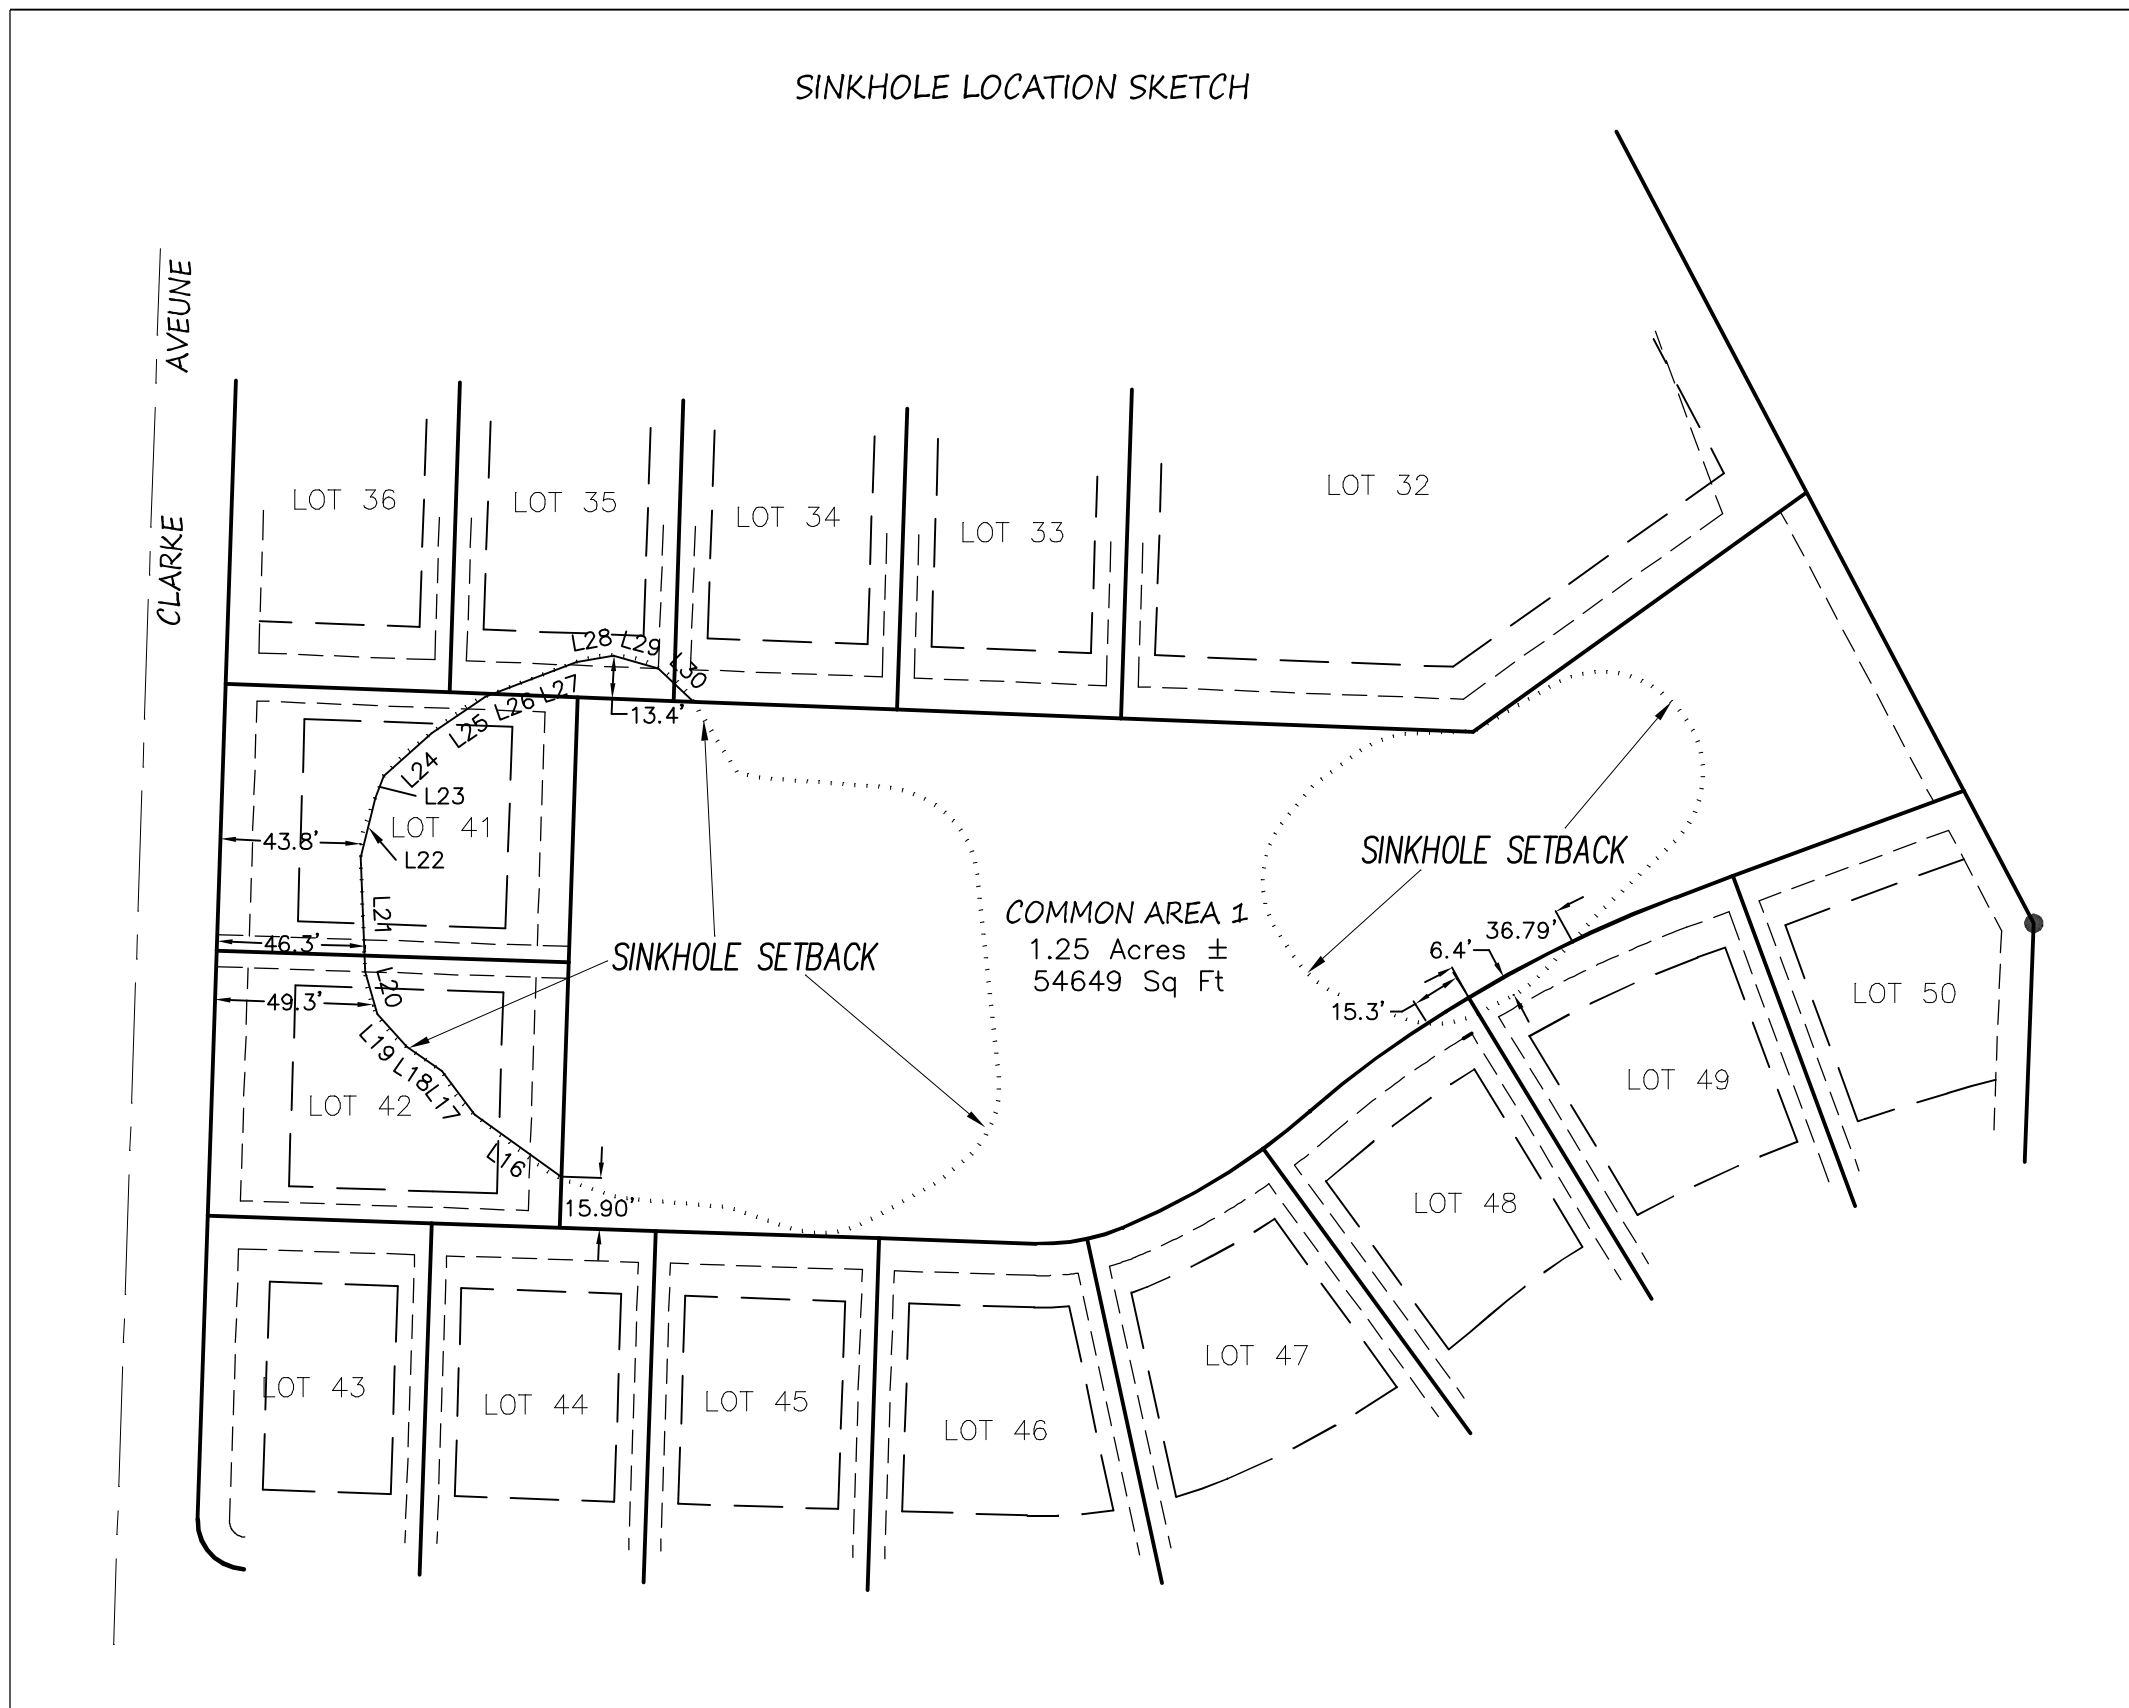 SINKHOLE LOCATION SKETCH
CLARKE AVEUNE
LOT 36
LOT 35
LOT 34
LOT 33
LOT 32
L28
L29
L30
L27
L26
L25
L24
L23
13.4'
LOT 41
43.8'
L22
L21
46.3'
SINKHOLE SETBACK
SINKHOLE SETBACK
COMMON AREA 1
1.25 Acres ±
54649 Sq Ft
36.79'
6.4'
15.3'
L20
49.3'
L19
L18
L17
LOT 42
L16
15.90'
LOT 50
LOT 49
LOT 48
LOT 47
LOT 43
LOT 44
LOT 45
LOT 46